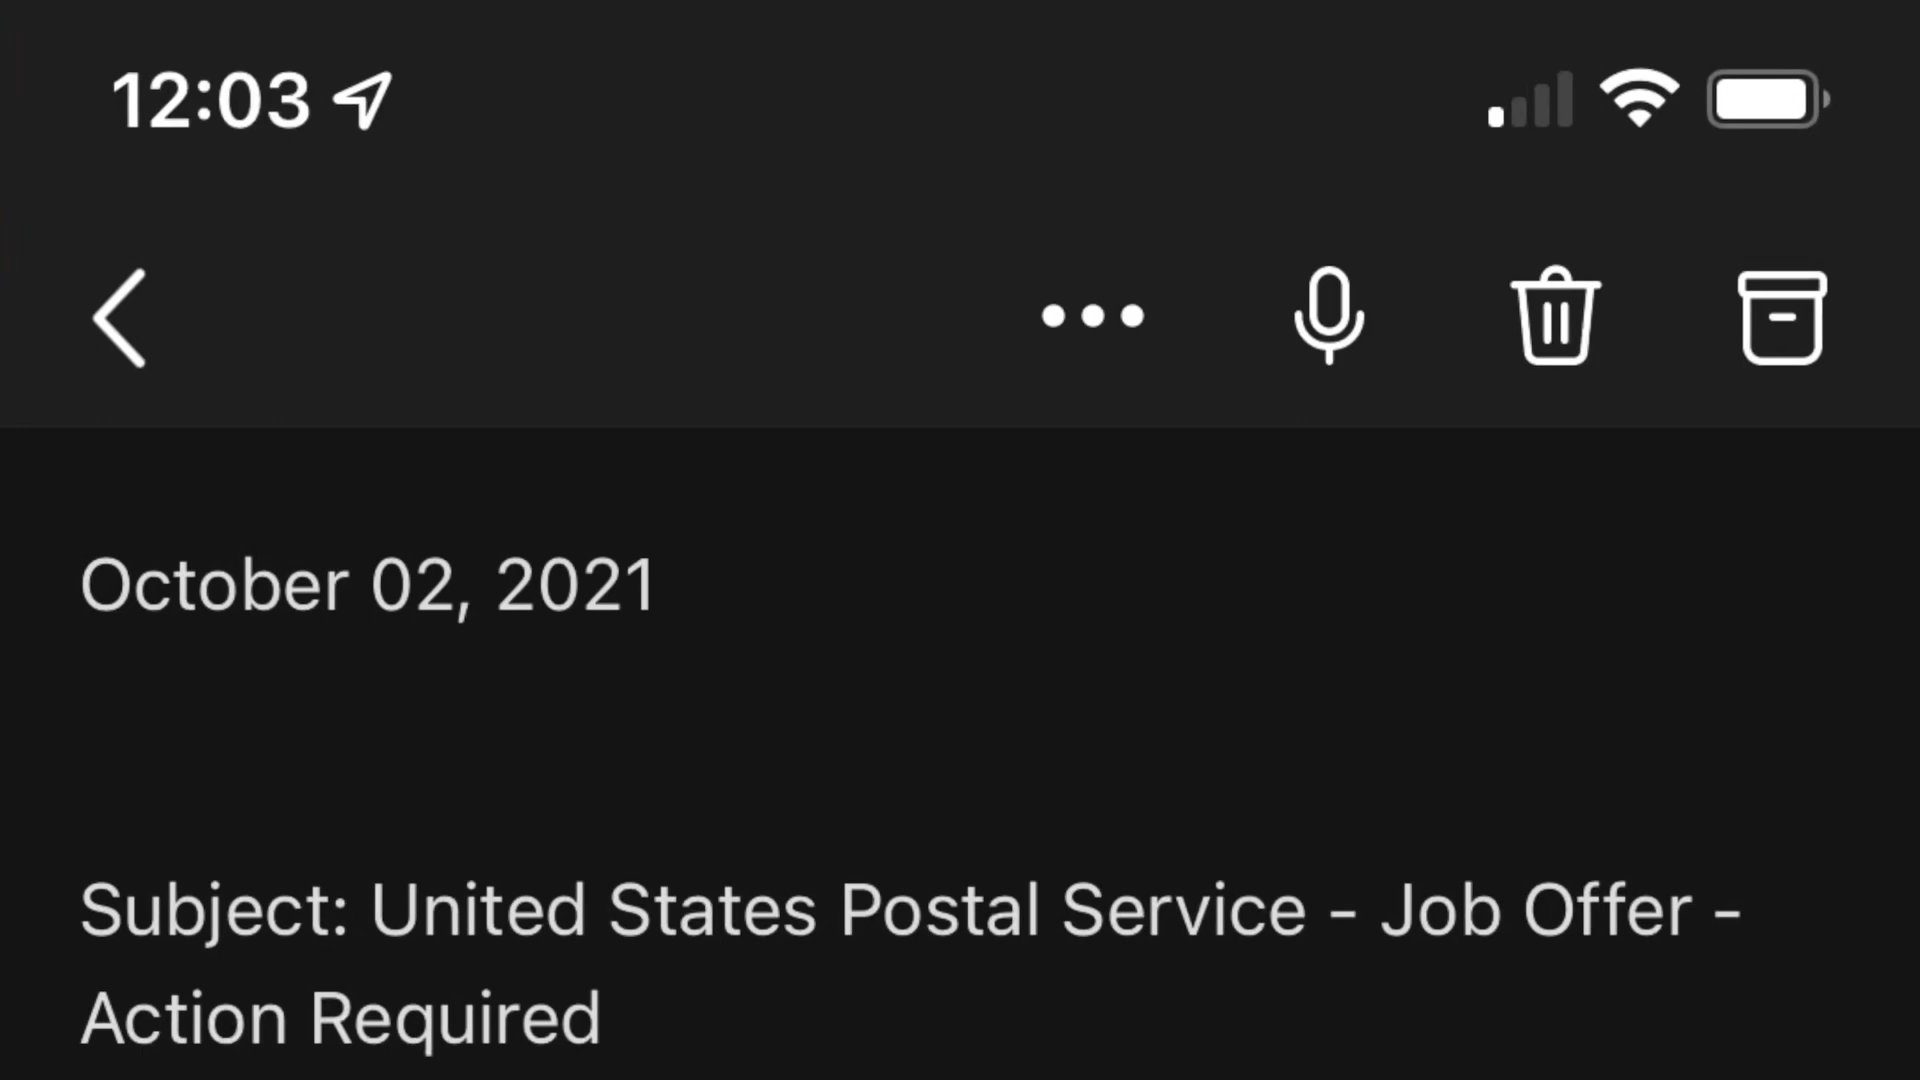 12:03
October 02, 2021
Subject: United States Postal Service - Job Offer -
Action Required